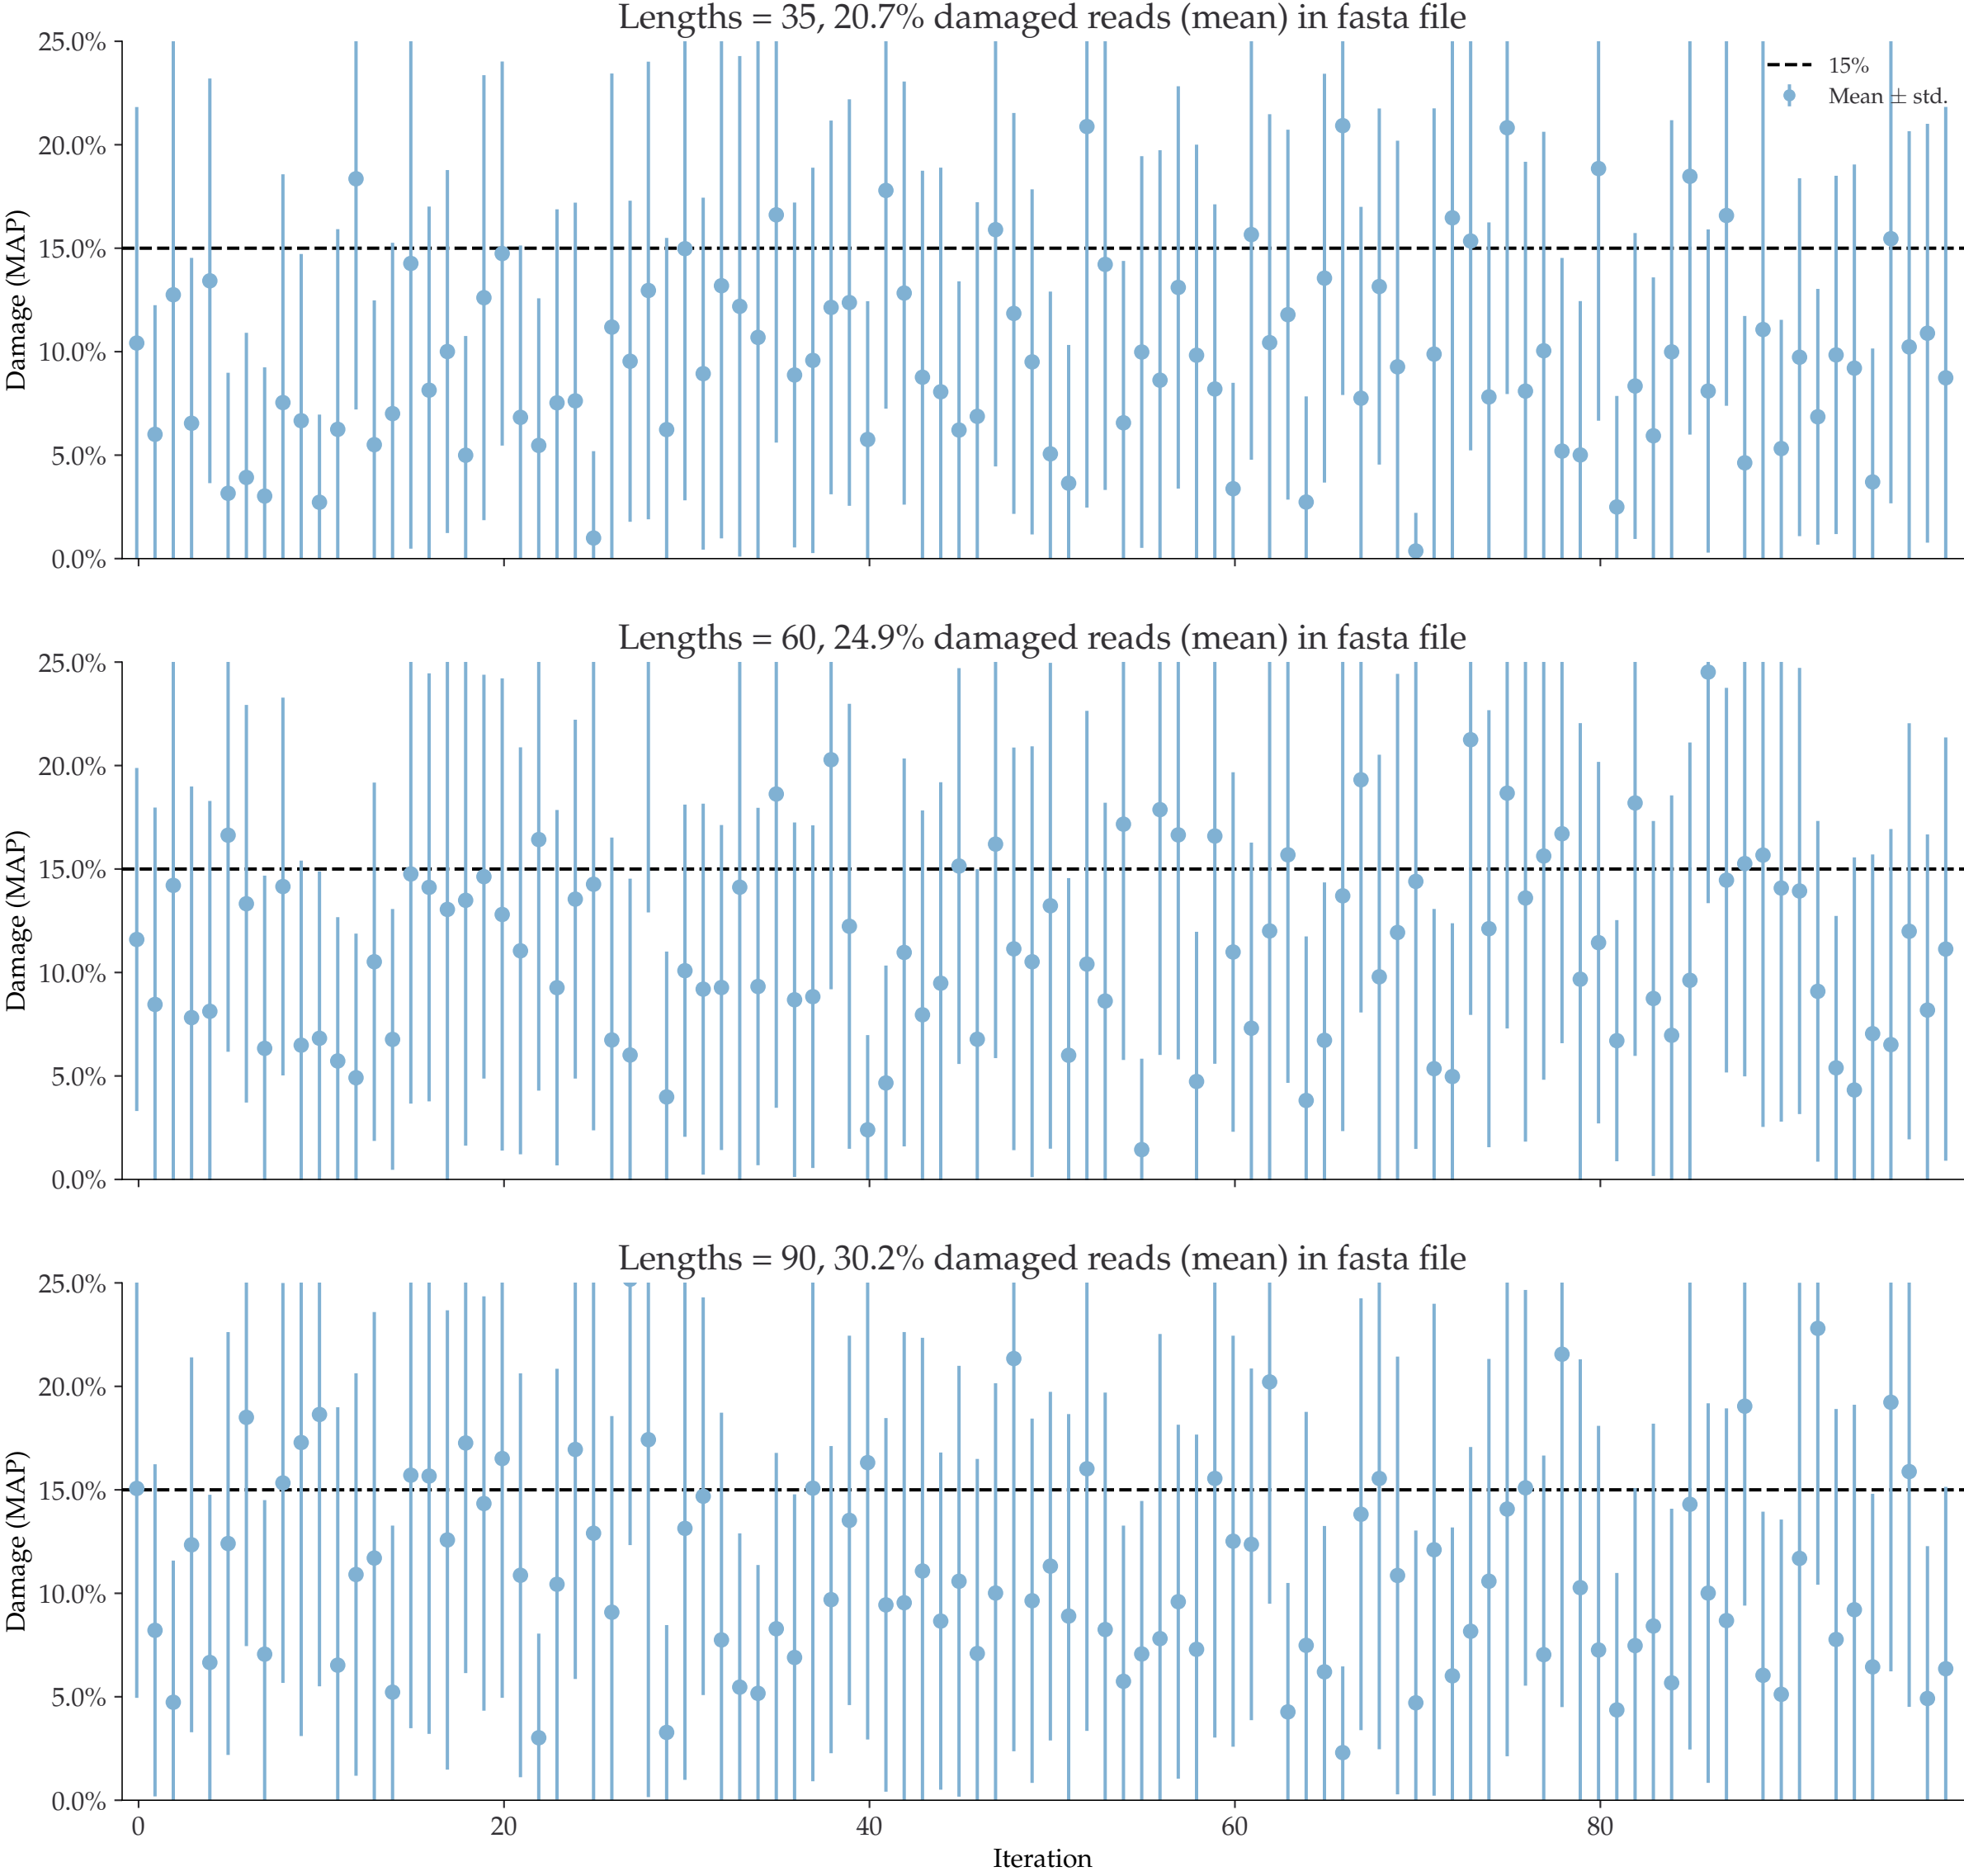 Lengths = 35, 20.7% damaged reads (mean) in fasta file
25.0%
20.0%
15.0%
10.0%
5.0%
0.0%
Damage (MAP)
15%
Mean ± std.
Lengths = 60, 24.9% damaged reads (mean) in fasta file
25.0%
20.0%
15.0%
10.0%
5.0%
0.0%
Damage (MAP)
Lengths = 90, 30.2% damaged reads (mean) in fasta file
25.0%
20.0%
15.0%
10.0%
5.0%
0.0%
Damage (MAP)
0 20 40 60 80
Iteration